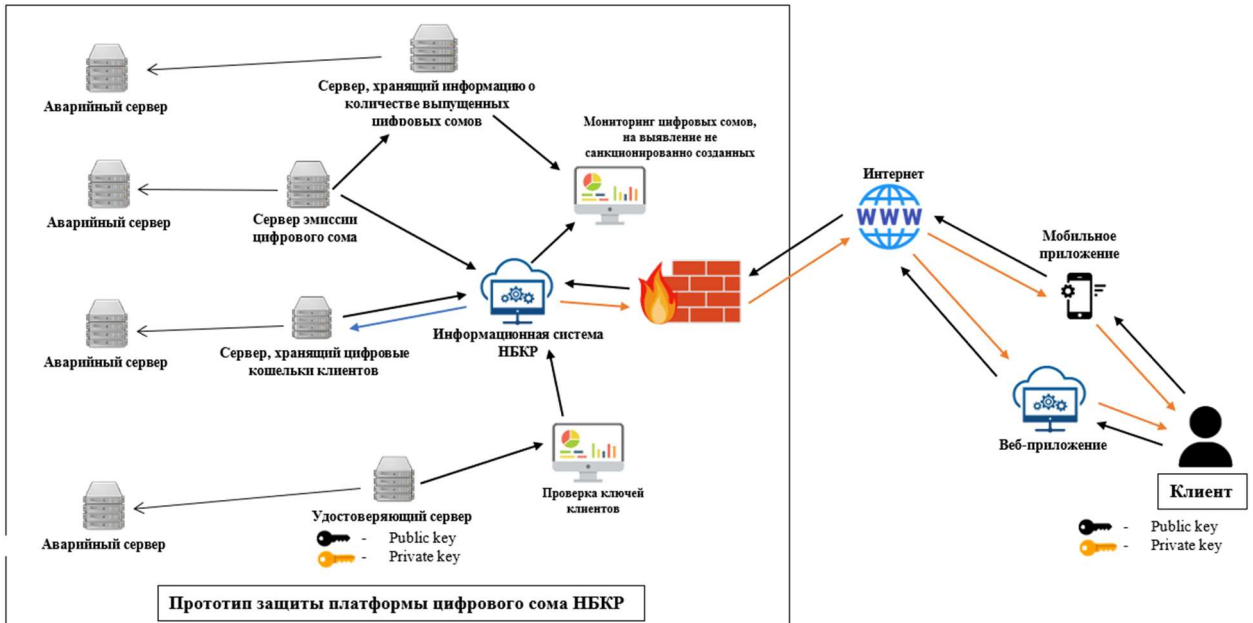 Аварийный сервер
Сервер, хранящий информацию о
количестве выпущенных
цифровых сомов
Мониторинг цифровых сомов,
на выявление не
санкционировано созданных
Аварийный сервер
Сервер эмиссии
цифрового сома
Интернет
WWW
Мобильное
приложение
Аварийный сервер
Сервер, хранящий цифровые
кошельки клиентов
Информационная система
НБКР
Веб-приложение
Клиент
- Public key
- Private key
Аварийный сервер
Удостоверяющий сервер
- Public key
- Private key
Проверка ключей
клиентов
Прототип защиты платформы цифрового сома НБКР